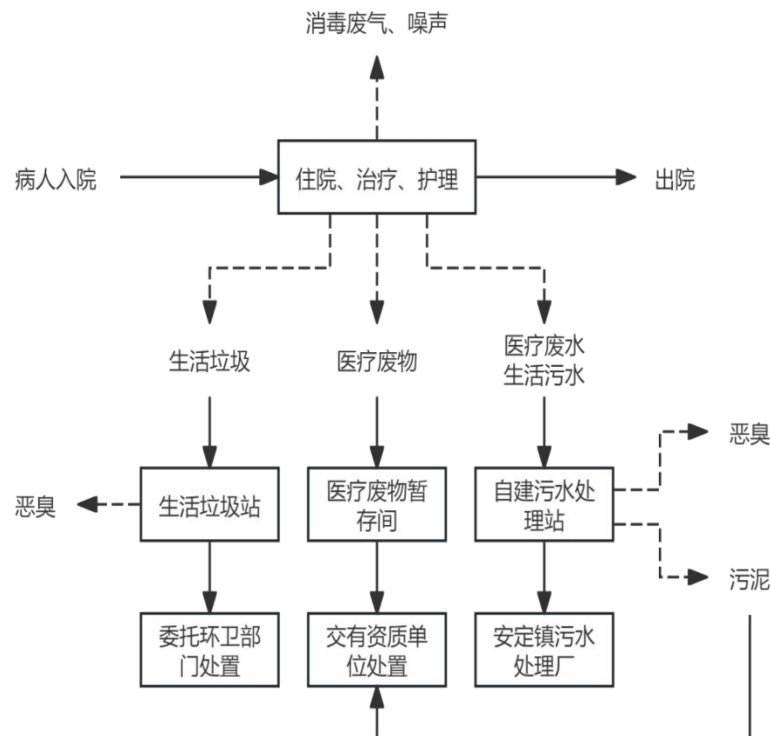 消毒废气、噪声
病人入院
住院、治疗、护理
出院
生活垃圾
医疗废物
医疗废水
生活污水
恶臭
恶臭
生活垃圾站
医疗废物暂
存间
自建污水处
理站
污泥
委托环卫部
门处置
交有资质单
位处置
安定镇污水
处理厂